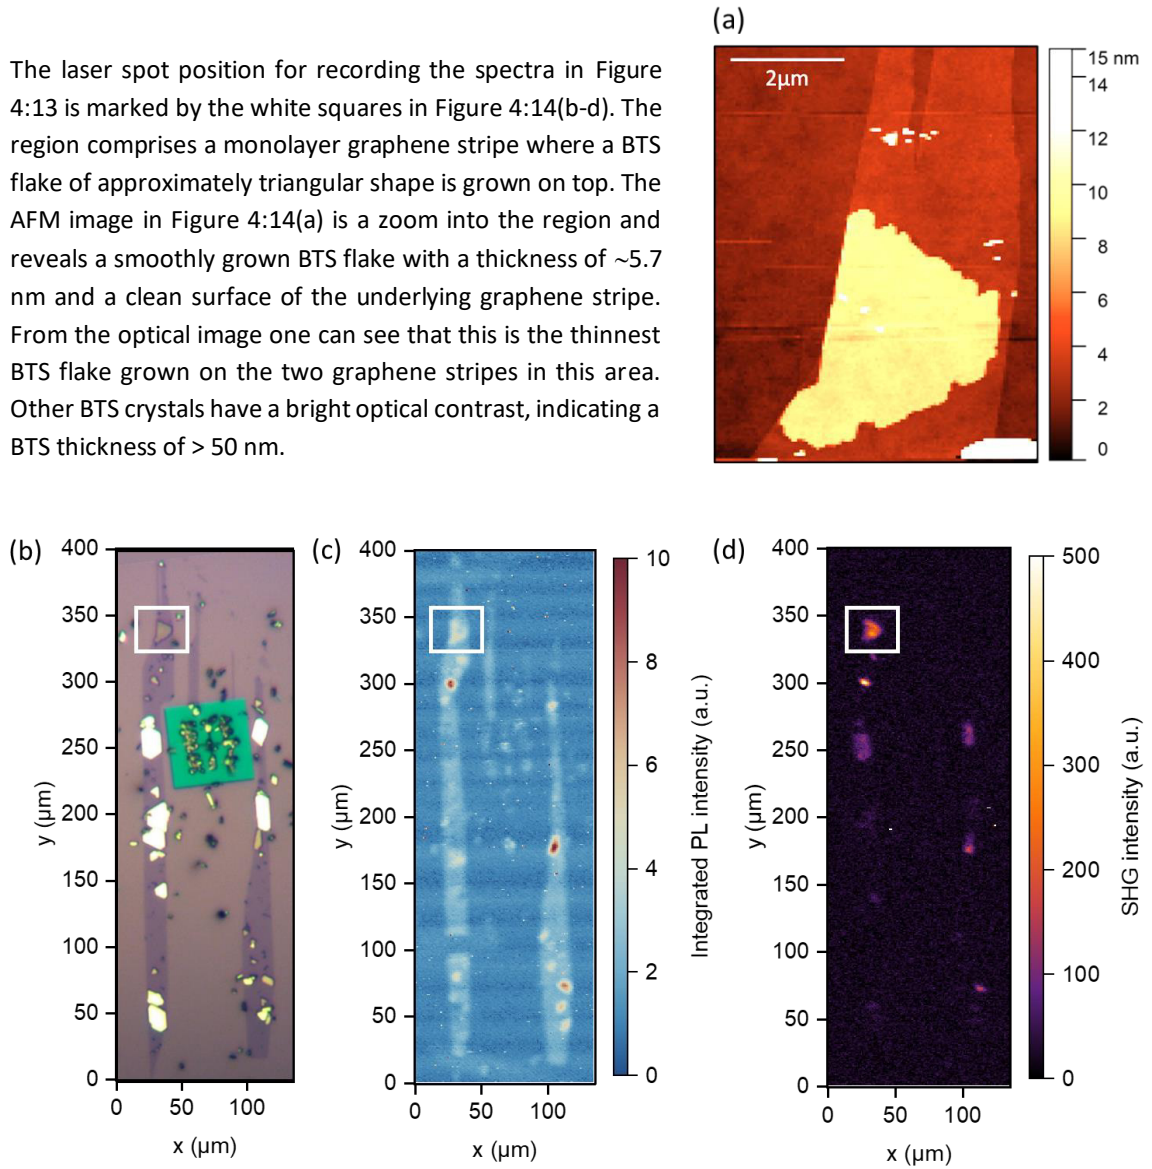 (a)
The laser spot position for recording the spectra in Figure
4:13 is marked by the white squares in Figure 4:14(b-d). The
region comprises a monolayer graphene stripe where a BTS
flake of approximately triangular shape is grown on top. The
AFM image in Figure 4:14(a) is a zoom into the region and
reveals a smoothly grown BTS flake with a thickness of ~5.7
nm and a clean surface of the underlying graphene stripe.
From the optical image one can see that this is the thinnest
BTS flake grown on the two graphene stripes in this area.
Other BTS crystals have a bright optical contrast, indicating a
BTS thickness of > 50 nm.
2µm
15 nm
14
12
10
8
6
4
2
0
(b)
400
350
300
250
200
150
100
50
0
y (µm)
0 50 100
x (µm)
(c)
400
350
300
250
200
150
100
50
0
y (µm)
0 50 100
x (µm)
10
8
6
4
2
0
Integrated PL intensity (a.u.)
(d)
400
350
300
250
200
150
100
50
0
y (µm)
0 50 100
x (µm)
500
400
300
200
100
0
SHG intensity (a.u.)